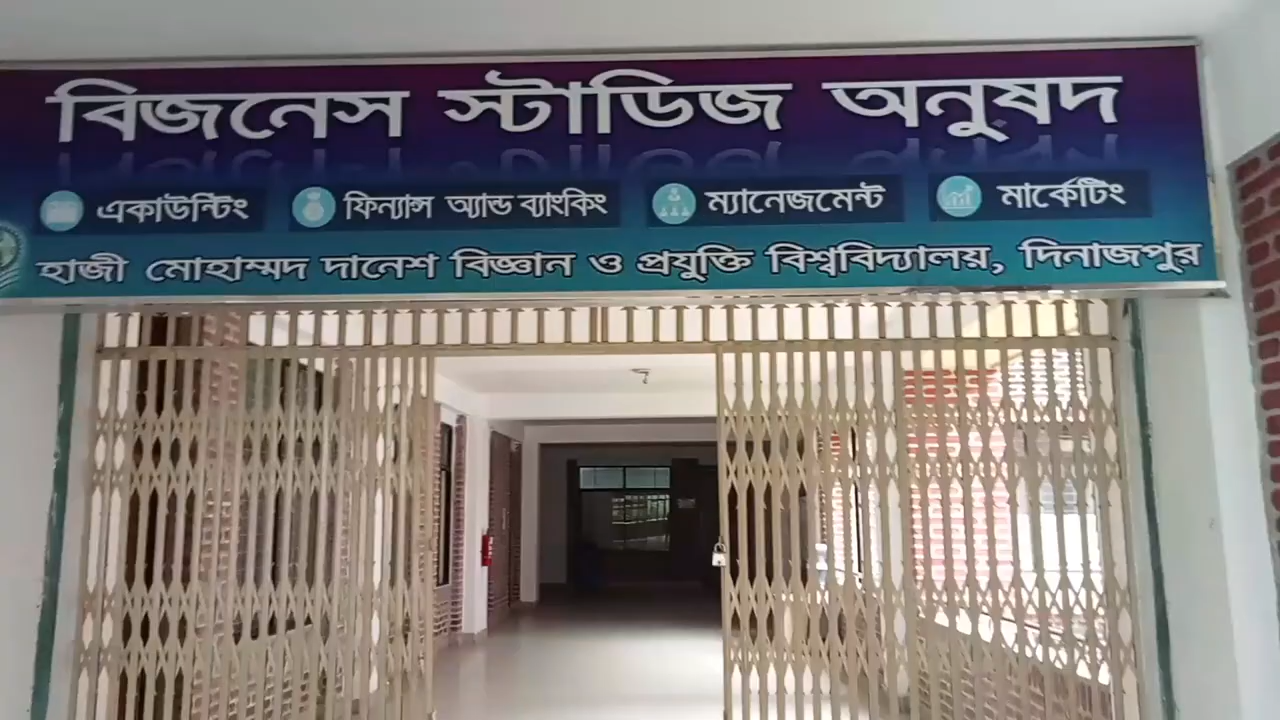 বিজনেস স্টাডিজ অনুষদ
একাউন্টিং ফিন্যান্স অ্যান্ড ব্যাংকিং ম্যানেজমেন্ট মার্কেটিং
হাজী মোহাম্মদ দানেশ বিজ্ঞান ও প্রযুক্তি বিশ্ববিদ্যালয়, দিনাজপুর